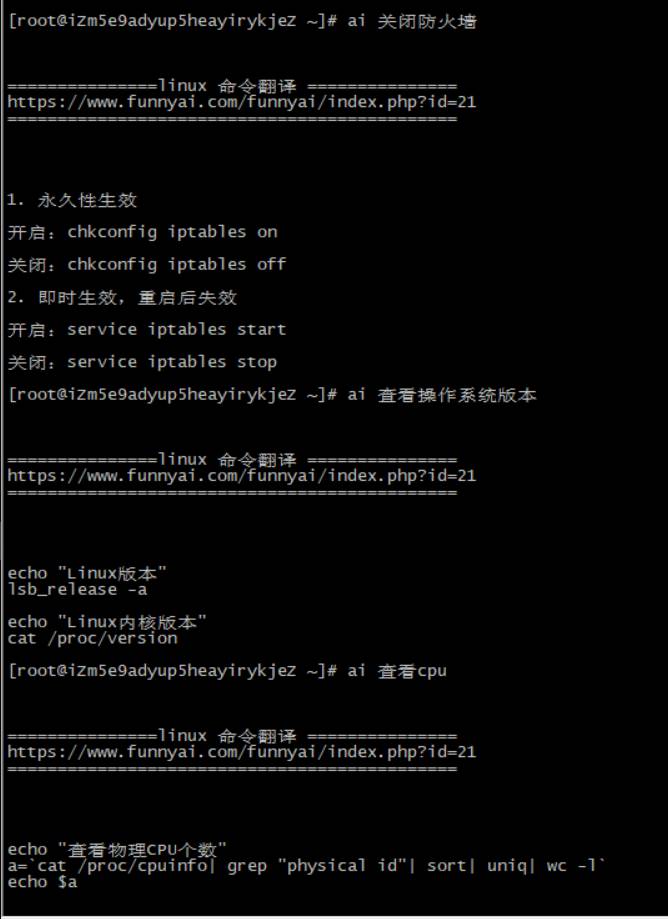 [root@iZm5e9adyup5heayirykjeZ ~]# ai 关闭防火墙
===============linux 命令翻译 ===============
https://www.funnyai.com/funnyai/index.php?id=21
=============================================
1. 永久性生效
开启：chkconfig iptables on
关闭：chkconfig iptables off
2. 即时生效，重启后失效
开启：service iptables start
关闭：service iptables stop
[root@iZm5e9adyup5heayirykjeZ ~]# ai 查看操作系统版本
===============linux 命令翻译 ===============
https://www.funnyai.com/funnyai/index.php?id=21
=============================================
echo "Linux版本"
lsb_release -a
echo "Linux内核版本"
cat /proc/version
[root@iZm5e9adyup5heayirykjeZ ~]# ai 查看cpu
===============linux 命令翻译 ===============
https://www.funnyai.com/funnyai/index.php?id=21
=============================================
echo "查看物理CPU个数"
a=`cat /proc/cpuinfo| grep "physical id"| sort| uniq| wc -l`
echo $a